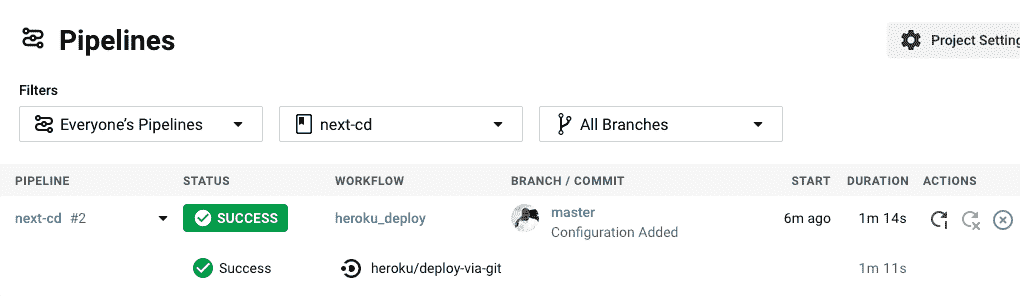 Pipelines
Project Setting
Filters
Everyone's Pipelines next-cd All Branches
PIPELINE STATUS WORKFLOW BRANCH / COMMIT START DURATION ACTIONS
next-cd #2 SUCCESS heroku_deploy master 6m ago 1m 14s
Configuration Added
Success heroku/deploy-via-git 1m 11s